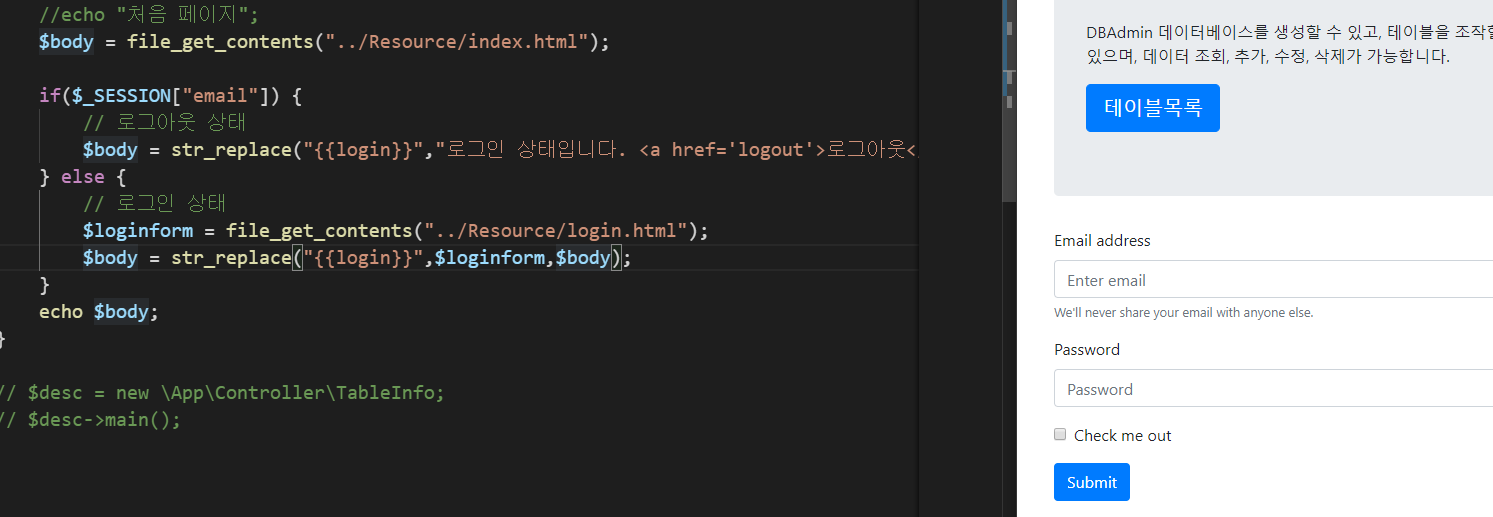 //echo "처음 페이지";
$body = file_get_contents("../Resource/index.html");
if($_SESSION["email"]) {
// 로그아웃 상태
$body = str_replace("{{login}}","로그인 상태입니다. <a href='logout'>로그아웃<
} else {
// 로그인 상태
$loginform = file_get_contents("../Resource/login.html");
$body = str_replace("{{login}}",$loginform,$body);
}
echo $body;
}
// $desc = new \App\Controller\TableInfo;
// $desc->main();
DBAdmin 데이터베이스를 생성할 수 있고, 테이블을 조작할
있으며, 데이터 조회, 추가, 수정, 삭제가 가능합니다.
테이블목록
Email address
Enter email
We'll never share your email with anyone else.
Password
Password
Check me out
Submit